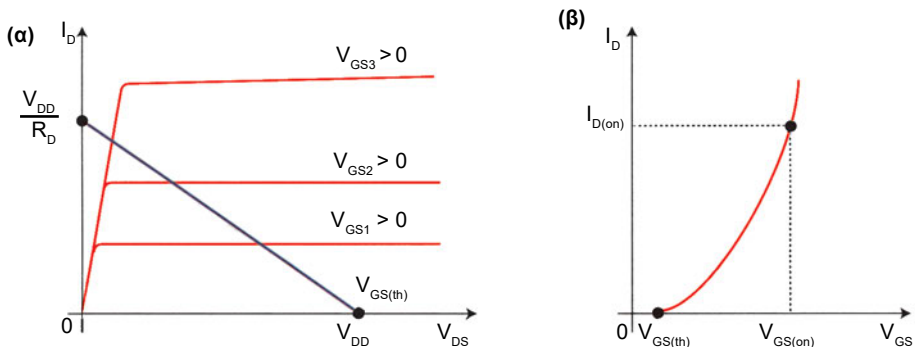 (α)
I_D
V_GS3 > 0
V_DD
R_D
V_GS2 > 0
V_GS1 > 0
V_GS(th)
0
V_DD
V_DS
(β)
I_D
I_D(on)
0
V_GS(th)
V_GS(on)
V_GS